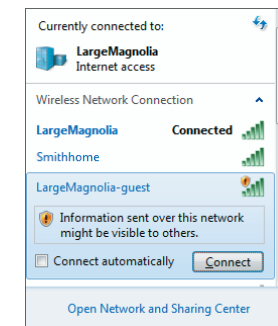 Currently connected to:
LargeMagnolia
Internet access
Wireless Network Connection
LargeMagnolia Connected
Smithhome
LargeMagnolia-guest
Information sent over this network
might be visible to others.
Connect automatically Connect
Open Network and Sharing Center